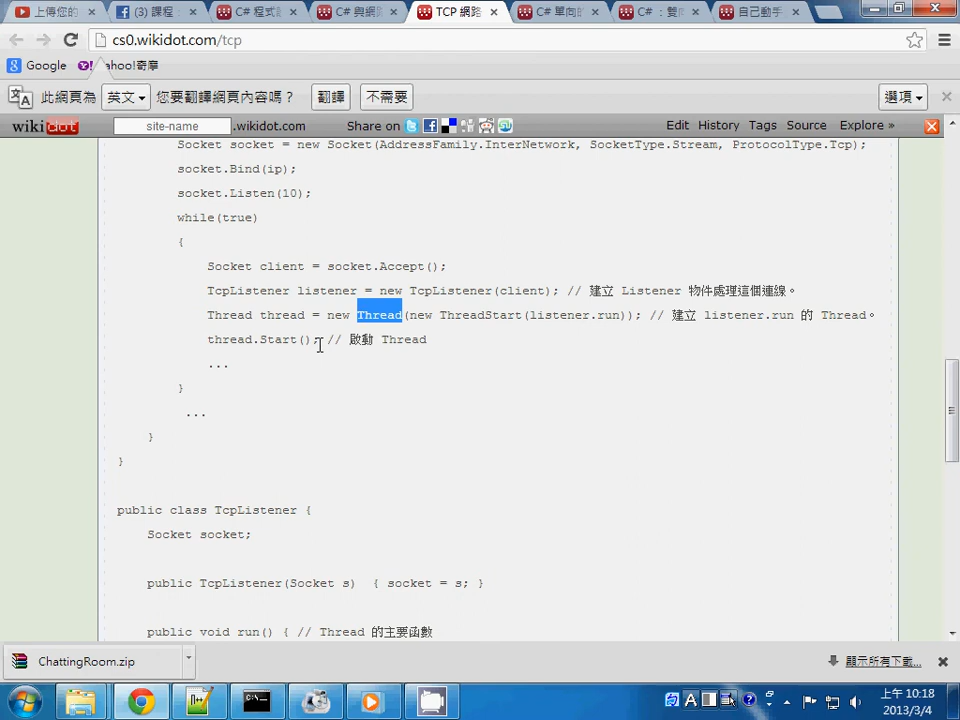 上傳您的
(3) 課程
C# 程式設
C# 與網路
TCP 網路
C# 單向的
C# ：雙向
自己動手
cs0.wikidot.com/tcp
Google
Yahoo!奇摩
此網頁為 英文 您要翻譯網頁內容嗎？ 翻譯 不需要 選項
wikidot site-name .wikidot.com Share on Edit History Tags Source Explore »
Socket socket = new Socket(AddressFamily.InterNetwork, SocketType.Stream, ProtocolType.Tcp);
socket.Bind(ip);
socket.Listen(10);
while(true)
{
Socket client = socket.Accept();
TcpListener listener = new TcpListener(client); // 建立 Listener 物件處理這個連線。
Thread thread = new Thread(new ThreadStart(listener.run)); // 建立 listener.run 的 Thread。
thread.Start(); // 啟動 Thread
...
}
...
}
}
public class TcpListener {
Socket socket;
public TcpListener(Socket s) { socket = s; }
public void run() { // Thread 的主要函數
ChattingRoom.zip
顯示所有下載...
上午 10:18
2013/3/4